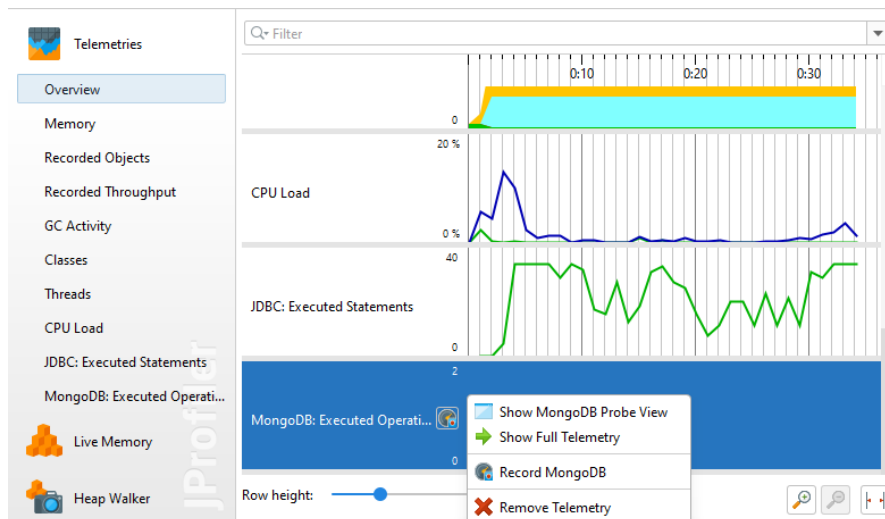 Telemetries
Overview
Memory
Recorded Objects
Recorded Throughput
GC Activity
Classes
Threads
CPU Load
JDBC: Executed Statements
MongoDB: Executed Operati...
Live Memory
Heap Walker
JProfiler
Filter
0:10 0:20 0:30
0
20 %
CPU Load
0 %
40
JDBC: Executed Statements
0
2
MongoDB: Executed Operati...
0
Show MongoDB Probe View
Show Full Telemetry
Record MongoDB
Remove Telemetry
Row height: